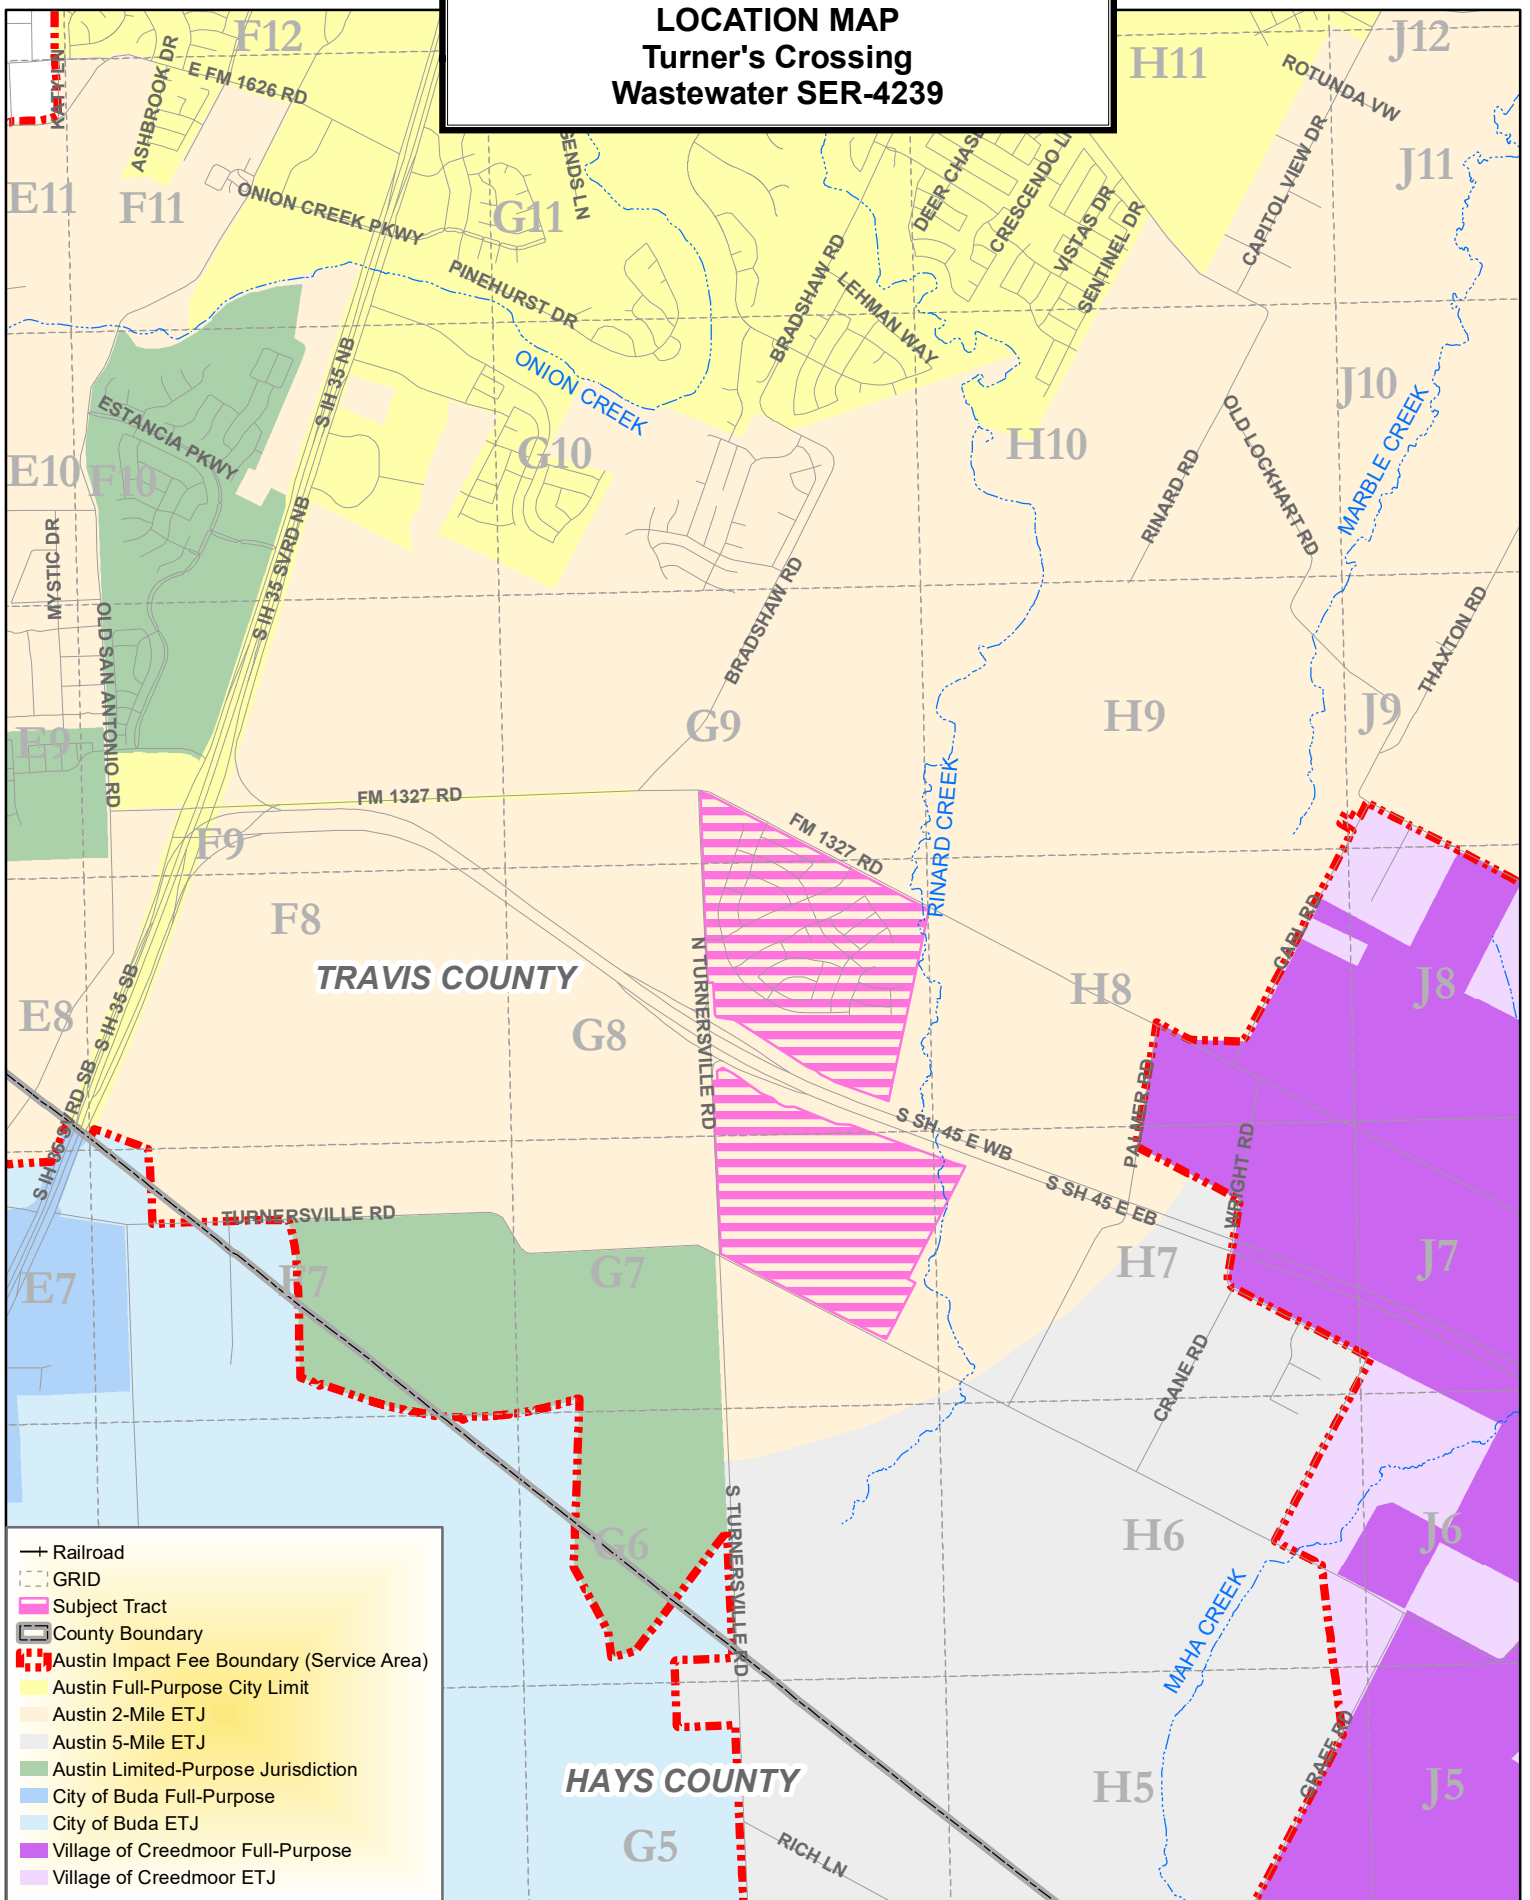 LOCATION MAP
Turner's Crossing
Wastewater SER-4239
F12
H11
J12
KATY LN
ASHBROOK DR
E FM 1626 RD
ROTUNDA VW
E11
F11
ONION CREEK PKWY
G11
GENDS LN
DEER CHASE
CRESCENDO L
VISTAS DR
SENTINEL DR
CAPITOL VIEW DR
J11
PINEHURST DR
BRADSHAW RD
LEHMAN WAY
ONION CREEK
S IH 35 NB
ESTANCIA PKWY
E10
F10
G10
H10
J10
RINARD RD
OLD LOCKHART RD
MARBLE CREEK
MYSTIC DR
S IH 35 SVRD NB
OLD SAN ANTONIO RD
BRADSHAW RD
THAXTON RD
E9
G9
H9
J9
FM 1327 RD
F9
FM 1327 RD
RINARD CREEK
F8
N TURNERSVILLE RD
CARL RD
TRAVIS COUNTY
E8
S IH 35 SB
G8
H8
J8
S IH 35 SVRD SB
S SH 45 E WB
PALMER RD
S SH 45 E EB
WRIGHT RD
TURNERSVILLE RD
E7
F7
G7
H7
J7
CRANE RD
S TURNERSVILLE RD
G6
H6
J6
MAHA CREEK
GRAEF RD
HAYS COUNTY
G5
H5
J5
RICH LN
Railroad
GRID
Subject Tract
County Boundary
Austin Impact Fee Boundary (Service Area)
Austin Full-Purpose City Limit
Austin 2-Mile ETJ
Austin 5-Mile ETJ
Austin Limited-Purpose Jurisdiction
City of Buda Full-Purpose
City of Buda ETJ
Village of Creedmoor Full-Purpose
Village of Creedmoor ETJ